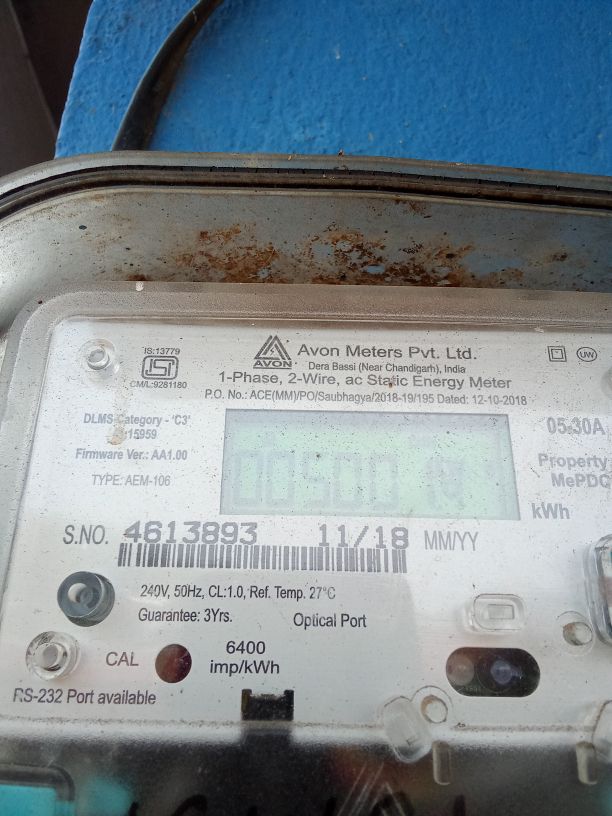 IS:13779
CM/L:9281180
AVON
Avon Meters Pvt. Ltd.
Dera Bassi (Near Chandigarh), India
1-Phase, 2-Wire, ac Static Energy Meter
P.O. No.: ACE(MM)/PO/Saubhagya/2018-19/195 Dated: 12-10-2018
UW
DLMS Category - 'C3'
15959
Firmware Ver.: AA1.00
TYPE: AEM-106
05-30A
Property
MePDC
kWh
S.NO. 4613893 11/18 MM/YY
240V, 50Hz, CL:1.0, Ref. Temp. 27°C
Guarantee: 3Yrs. Optical Port
CAL
6400
imp/kWh
RS-232 Port available